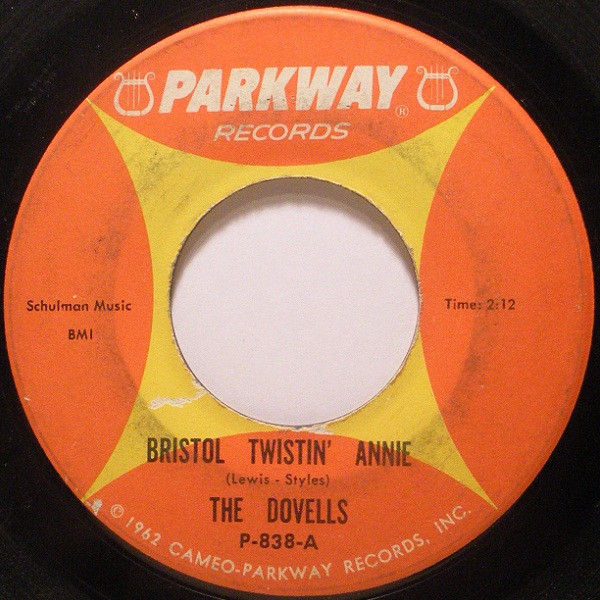 PARKWAY®
RECORDS
Schulman Music
BMI
Time: 2:12
BRISTOL TWISTIN' ANNIE
(Lewis - Styles)
THE DOVELLS
P-838-A
© 1962 CAMEO-PARKWAY RECORDS, INC.